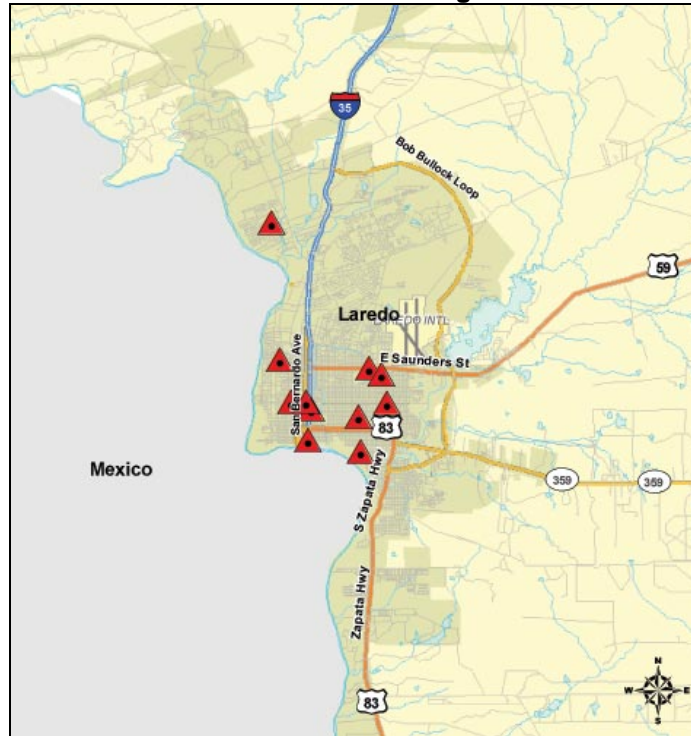 35
Bob Bullock Loop
59
Laredo
LAREDO INTL
E Saunders St
San Bernardo Ave
83
Mexico
S Zapata Hwy
359
359
Zapata Hwy
83
N
W
E
S